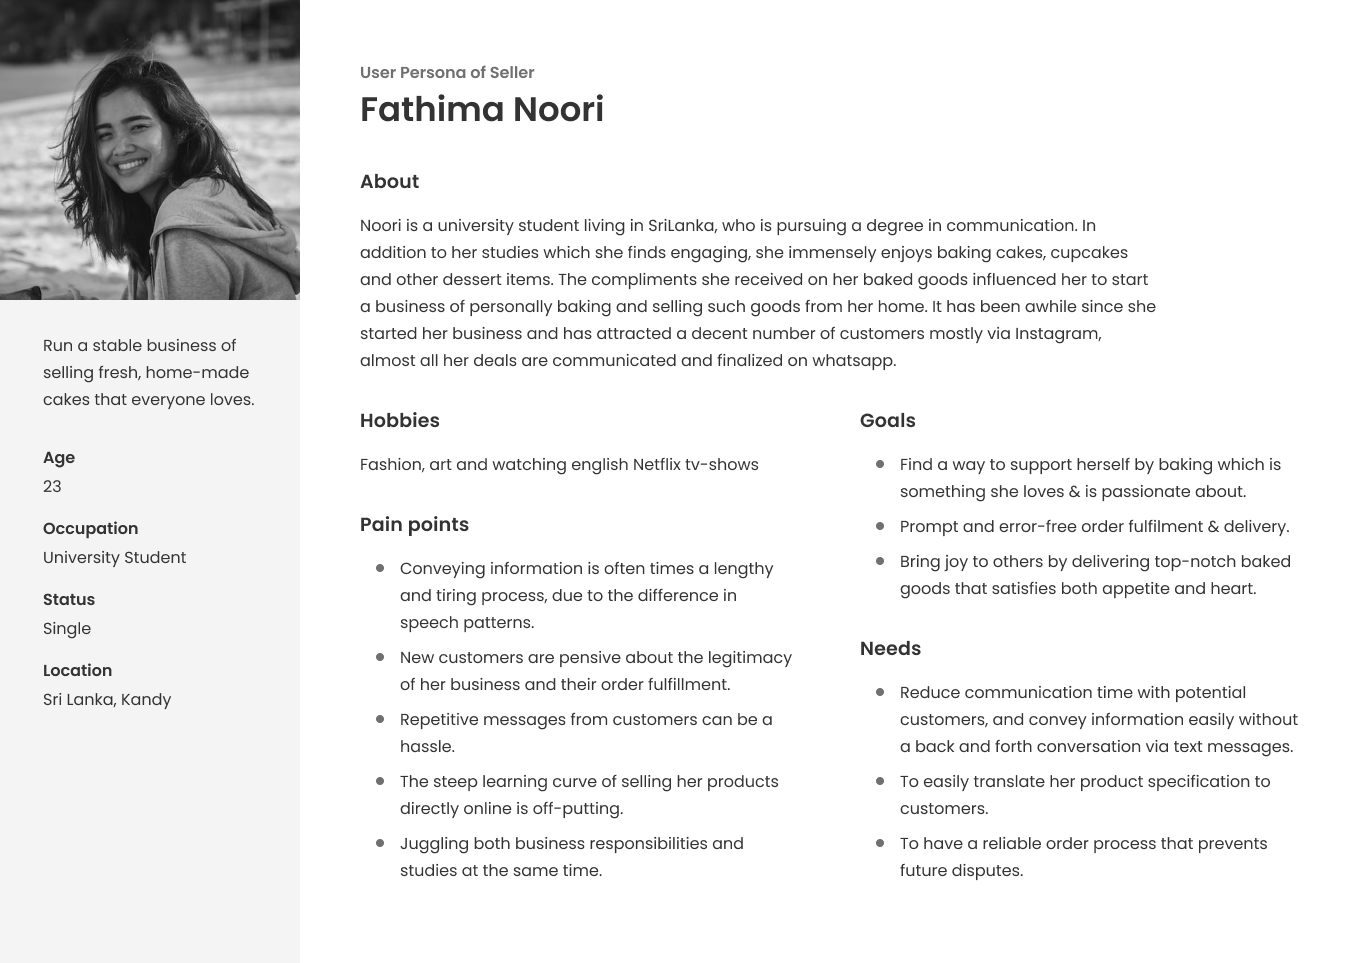 User Persona of Seller
Fathima Noori
About
Noori is a university student living in SriLanka, who is pursuing a degree in communication. In
addition to her studies which she finds engaging, she immensely enjoys baking cakes, cupcakes
and other dessert items. The compliments she received on her baked goods influenced her to start
a business of personally baking and selling such goods from her home. It has been awhile since she
started her business and has attracted a decent number of customers mostly via Instagram,
almost all her deals are communicated and finalized on whatsapp.
Run a stable business of
selling fresh, home-made
cakes that everyone loves.
Age
23
Occupation
University Student
Status
Single
Location
Sri Lanka, Kandy
Hobbies
Fashion, art and watching english Netflix tv-shows
Pain points
Conveying information is often times a lengthy
and tiring process, due to the difference in
speech patterns.
New customers are pensive about the legitimacy
of her business and their order fulfillment.
Repetitive messages from customers can be a
hassle.
The steep learning curve of selling her products
directly online is off-putting.
Juggling both business responsibilities and
studies at the same time.
Goals
Find a way to support herself by baking which is
something she loves & is passionate about.
Prompt and error-free order fulfilment & delivery.
Bring joy to others by delivering top-notch baked
goods that satisfies both appetite and heart.
Needs
Reduce communication time with potential
customers, and convey information easily without
a back and forth conversation via text messages.
To easily translate her product specification to
customers.
To have a reliable order process that prevents
future disputes.